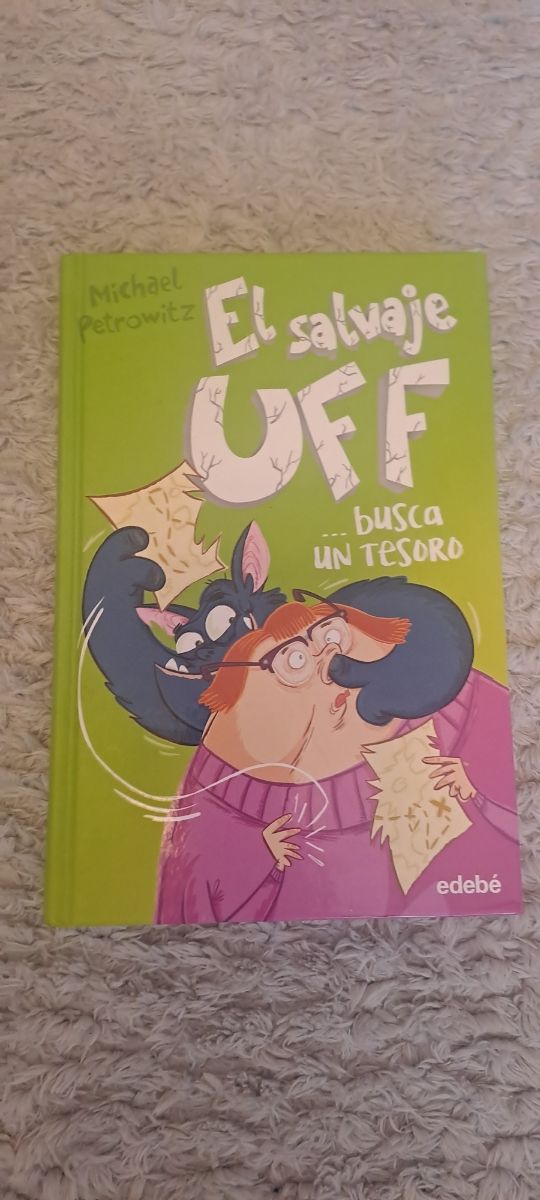 Michael
Petrowitz
El salvaje
UFF
... busca
un tesoro
edebé